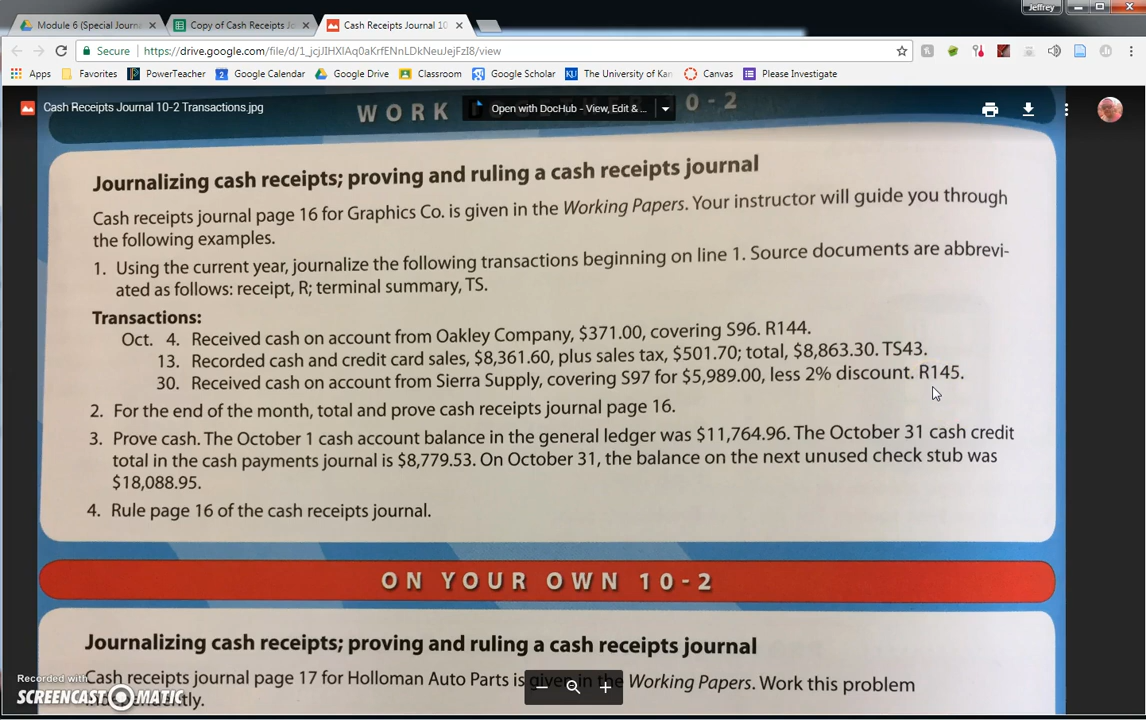 Jeffrey
Module 6 (Special Journ
Copy of Cash Receipts Jo
Cash Receipts Journal 10
Secure
https://drive.google.com/file/d/1_jcjIHXIAq0aKrfENnLDkNeuJejFzI8/view
Apps Favorites PowerTeacher Google Calendar Google Drive Classroom Google Scholar KU The University of Kan Canvas Please Investigate
Cash Receipts Journal 10-2 Transactions.jpg
Open with DocHub - View, Edit & ...
WORK 10-2
Journalizing cash receipts; proving and ruling a cash receipts journal
Cash receipts journal page 16 for Graphics Co. is given in the Working Papers. Your instructor will guide you through
the following examples.
1. Using the current year, journalize the following transactions beginning on line 1. Source documents are abbrevi-
ated as follows: receipt, R; terminal summary, TS.
Transactions:
Oct. 4. Received cash on account from Oakley Company, $371.00, covering S96. R144.
13. Recorded cash and credit card sales, $8,361.60, plus sales tax, $501.70; total, $8,863.30. TS43.
30. Received cash on account from Sierra Supply, covering S97 for $5,989.00, less 2% discount. R145.
2. For the end of the month, total and prove cash receipts journal page 16.
3. Prove cash. The October 1 cash account balance in the general ledger was $11,764.96. The October 31 cash credit
total in the cash payments journal is $8,779.53. On October 31, the balance on the next unused check stub was
$18,088.95.
4. Rule page 16 of the cash receipts journal.
ON YOUR OWN 10-2
Journalizing cash receipts; proving and ruling a cash receipts journal
Cash receipts journal page 17 for Holloman Auto Parts is given in the Working Papers. Work this problem
independently.
Recorded with
SCREENCAST-O-MATIC